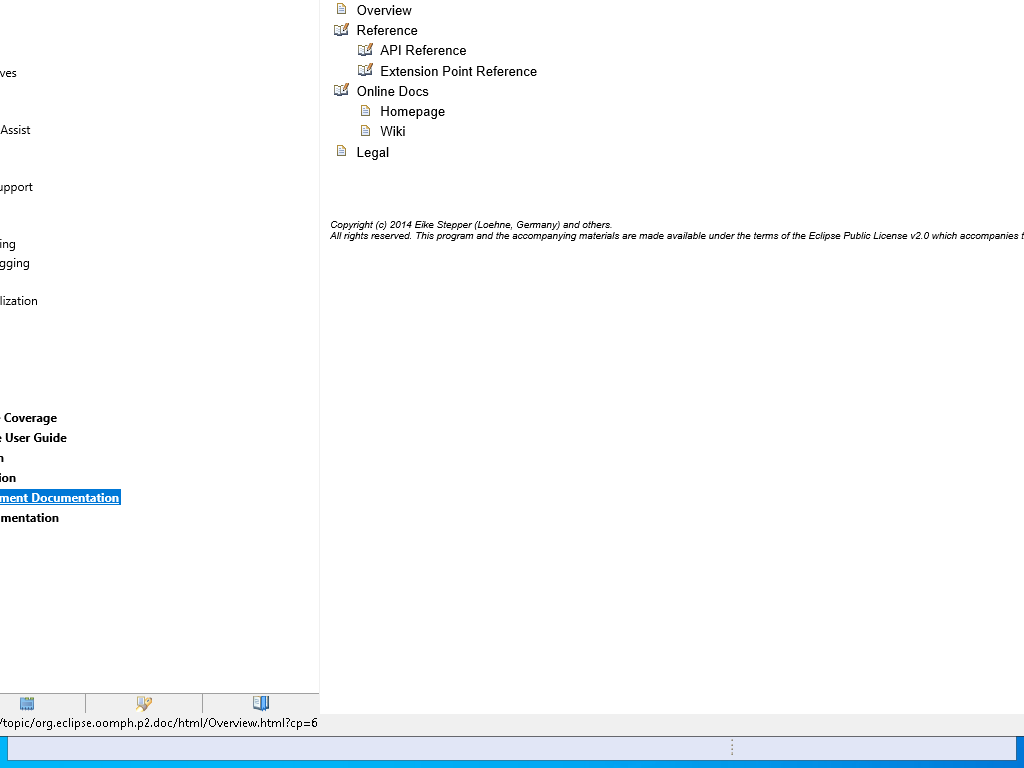 Overview
Reference
API Reference
Extension Point Reference
Online Docs
Homepage
Wiki
Legal
Copyright (c) 2014 Eike Stepper (Loehne, Germany) and others.
All rights reserved. This program and the accompanying materials are made available under the terms of the Eclipse Public License v2.0 which accompanies t
ves
Assist
upport
ing
gging
lization
Coverage
e User Guide
n
ion
ment Documentation
mentation
/topic/org.eclipse.oomph.p2.doc/html/Overview.html?cp=6